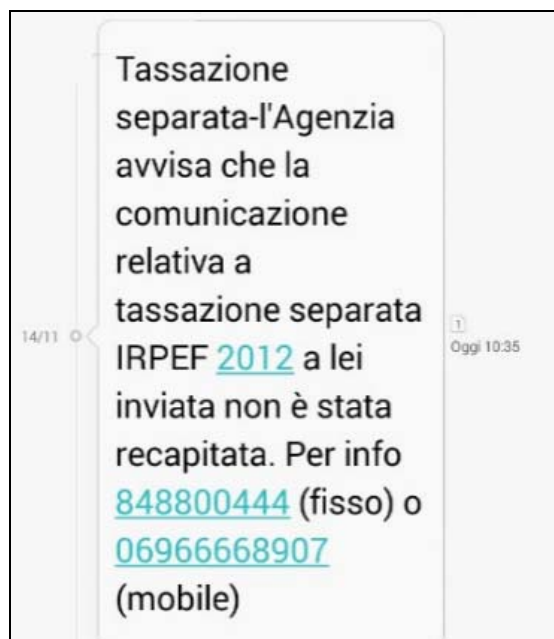 Tassazione
separata-l'Agenzia
avvisa che la
comunicazione
relativa a
tassazione separata
IRPEF 2012 a lei
inviata non è stata
recapitata. Per info
848800444 (fisso) o
06966668907
(mobile)
14/11
1
Oggi 10:35